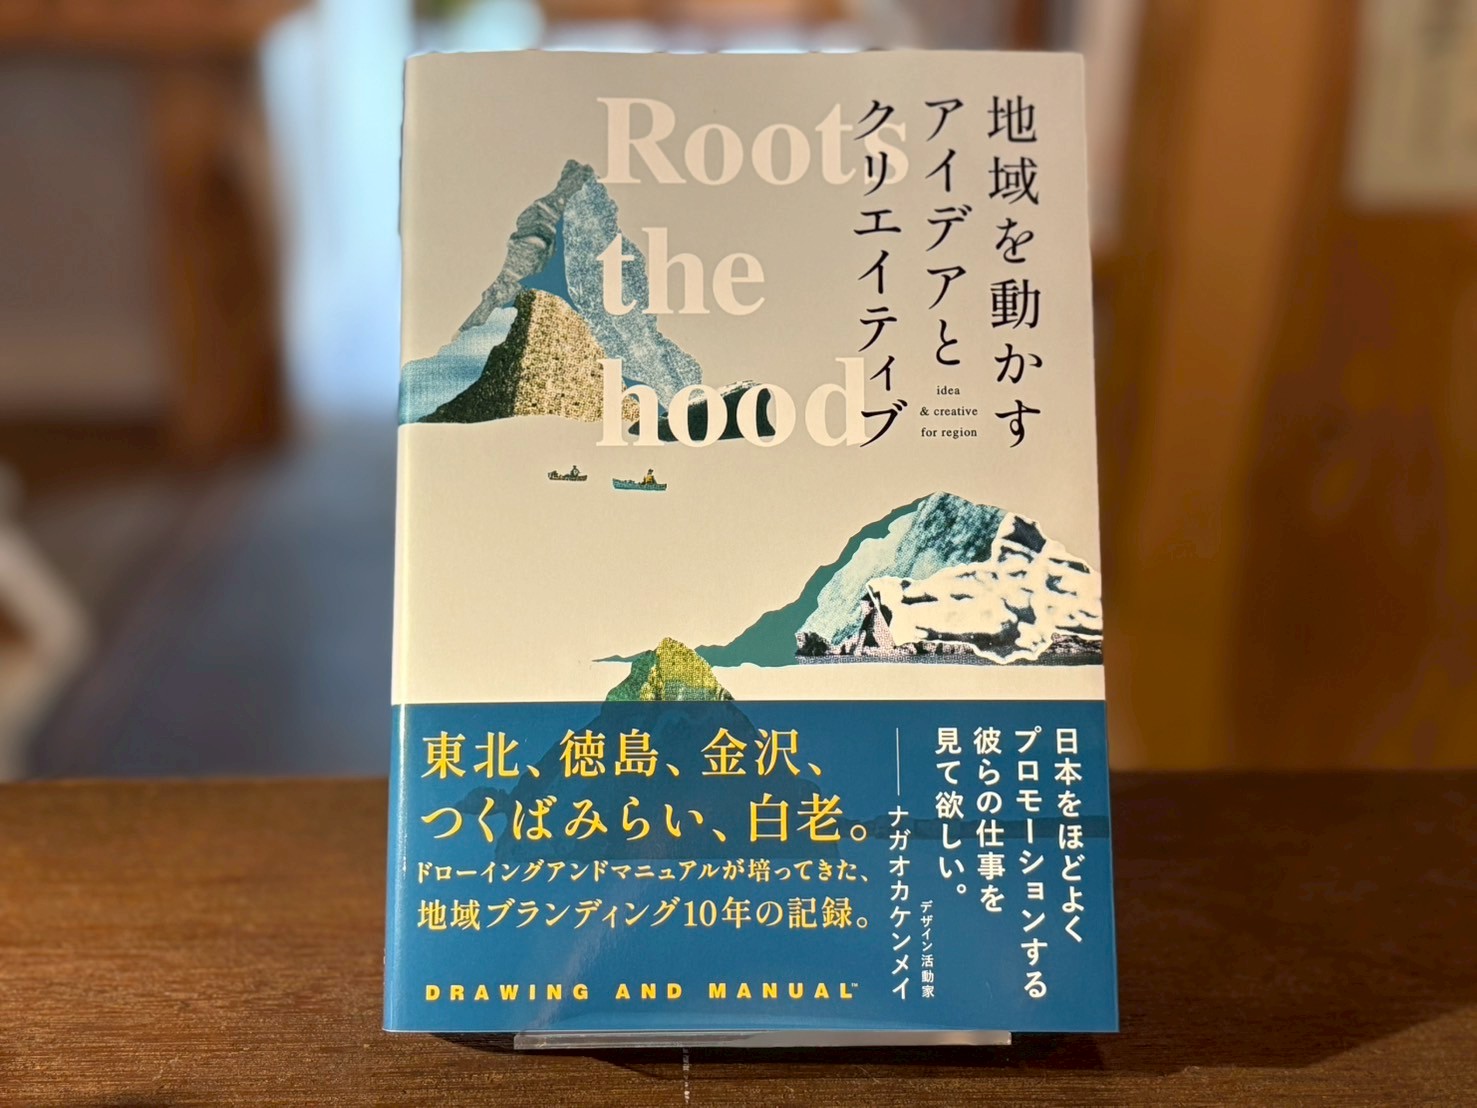 Roots
the
hood
地域を動かす
アイデアと
クリエイティブ
idea
& creative
for region
東北、徳島、金沢、
つくばみらい、白老。
ドローイングアンドマニュアルが培ってきた、
地域ブランディング10年の記録。
DRAWING AND MANUAL™
日本をほどよく
プロモーションする
彼らの仕事を
見て欲しい。
デザイン活動家
——ナガオカケンメイ